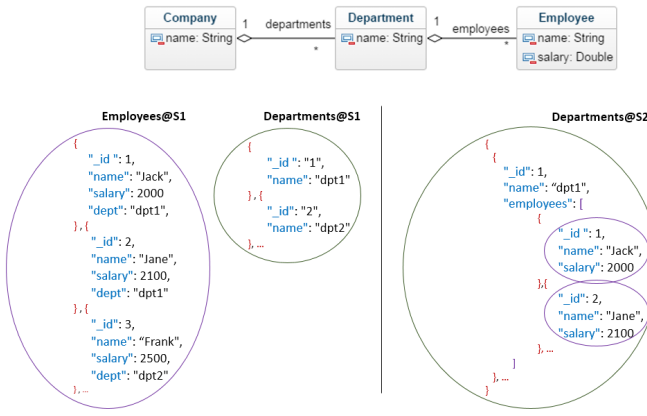 Company
name: String
1
departments
*
Department
name: String
1
employees
*
Employee
name: String
salary: Double
Employees@S1
{
"_id ": 1,
"name": "Jack",
"salary": 2000
"dept": "dpt1",
} , {
"_id": 2,
"name": "Jane",
"salary": 2100,
"dept": "dpt1"
} , {
"_id": 3,
"name": “Frank",
"salary": 2500,
"dept": "dpt2"
} , ...
Departments@S1
{
"_id": "1",
"name": "dpt1"
} , {
"_id": "2",
"name": "dpt2"
}, ...
Departments@S2
{
{
"_id": 1,
"name": “dpt1",
"employees": [
{
"_id ": 1,
"name": "Jack",
"salary": 2000
},{
"_id": 2,
"name": "Jane",
"salary": 2100
}, ...
]
}, ...
}